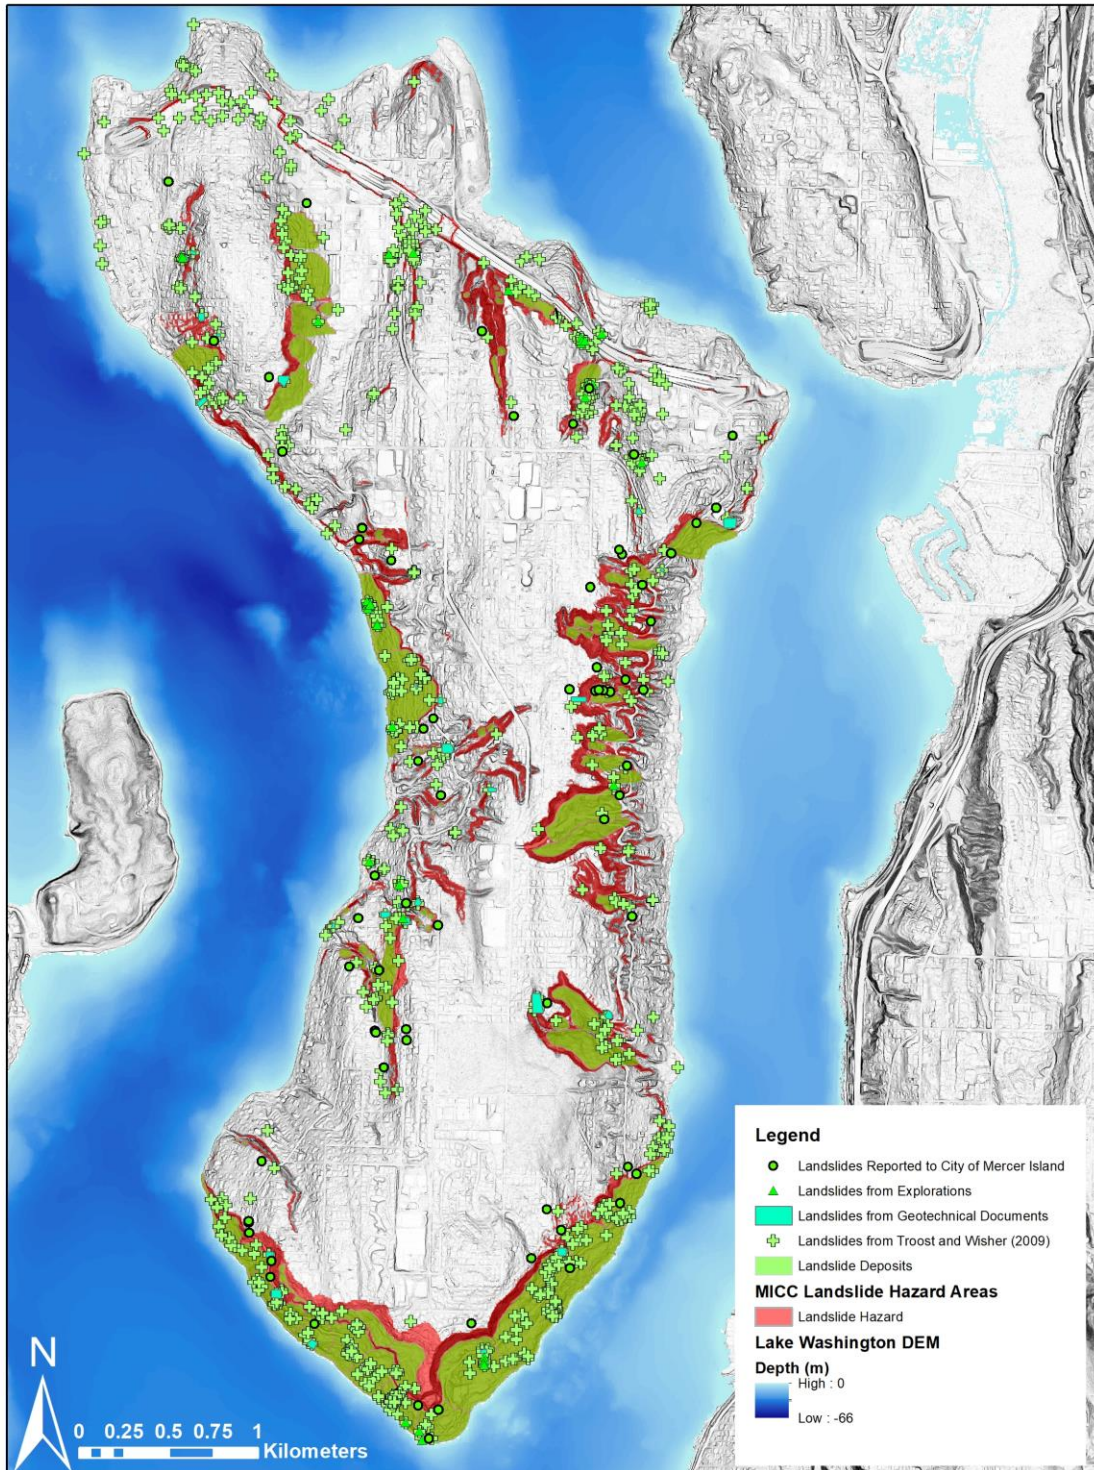 Legend
Landslides Reported to City of Mercer Island
Landslides from Explorations
Landslides from Geotechnical Documents
Landslides from Troost and Wisher (2009)
Landslide Deposits
MICC Landslide Hazard Areas
Landslide Hazard
Lake Washington DEM
Depth (m)
High : 0
Low : -66
N
0 0.25 0.5 0.75 1
Kilometers